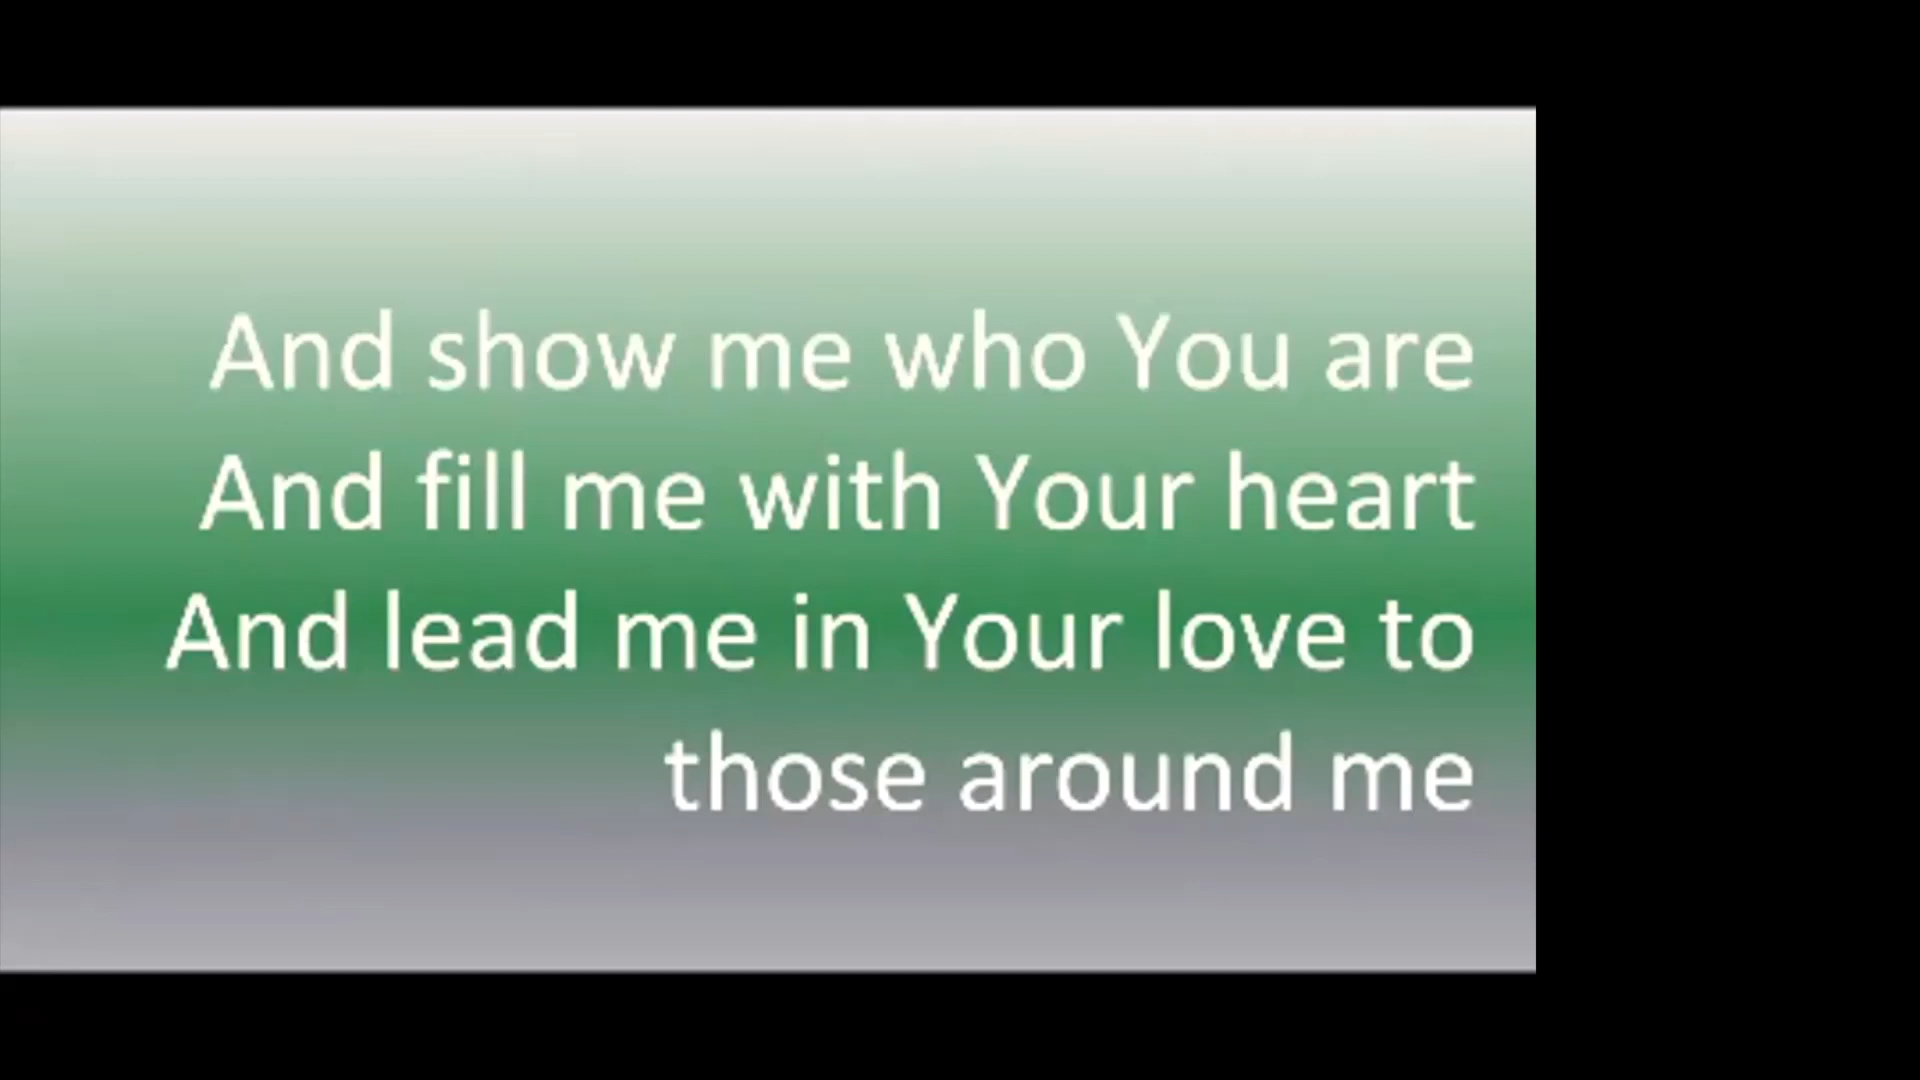 And show me who You are
And fill me with Your heart
And lead me in Your love to
those around me